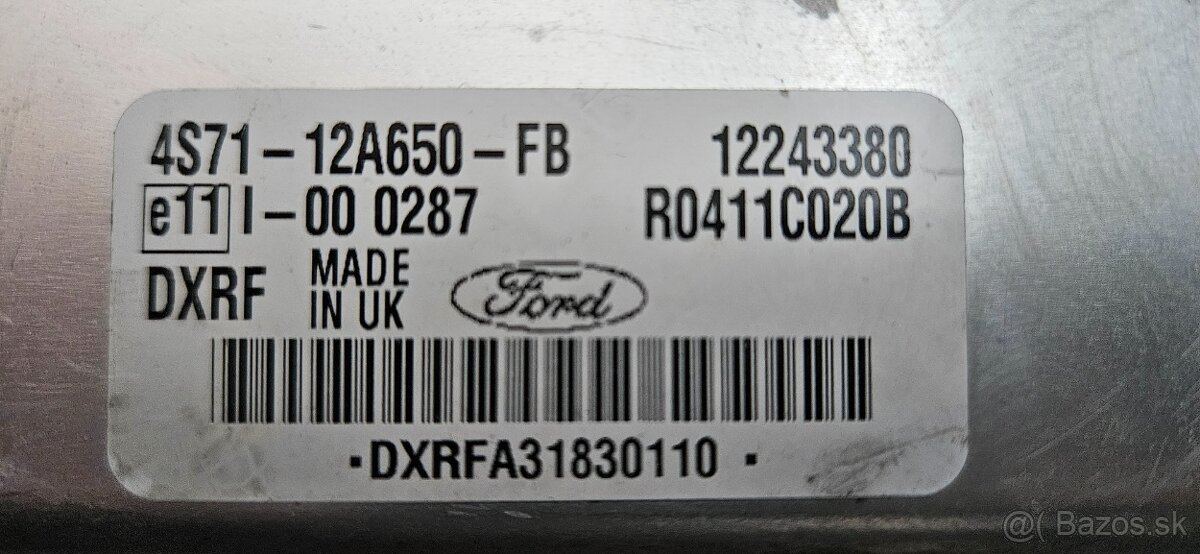 4S71-12A650-FB 12243380
e11 I-00 0287 R0411C020B
DXRF MADE IN UK Ford
·DXRFA31830110 ·
@( Bazos.sk